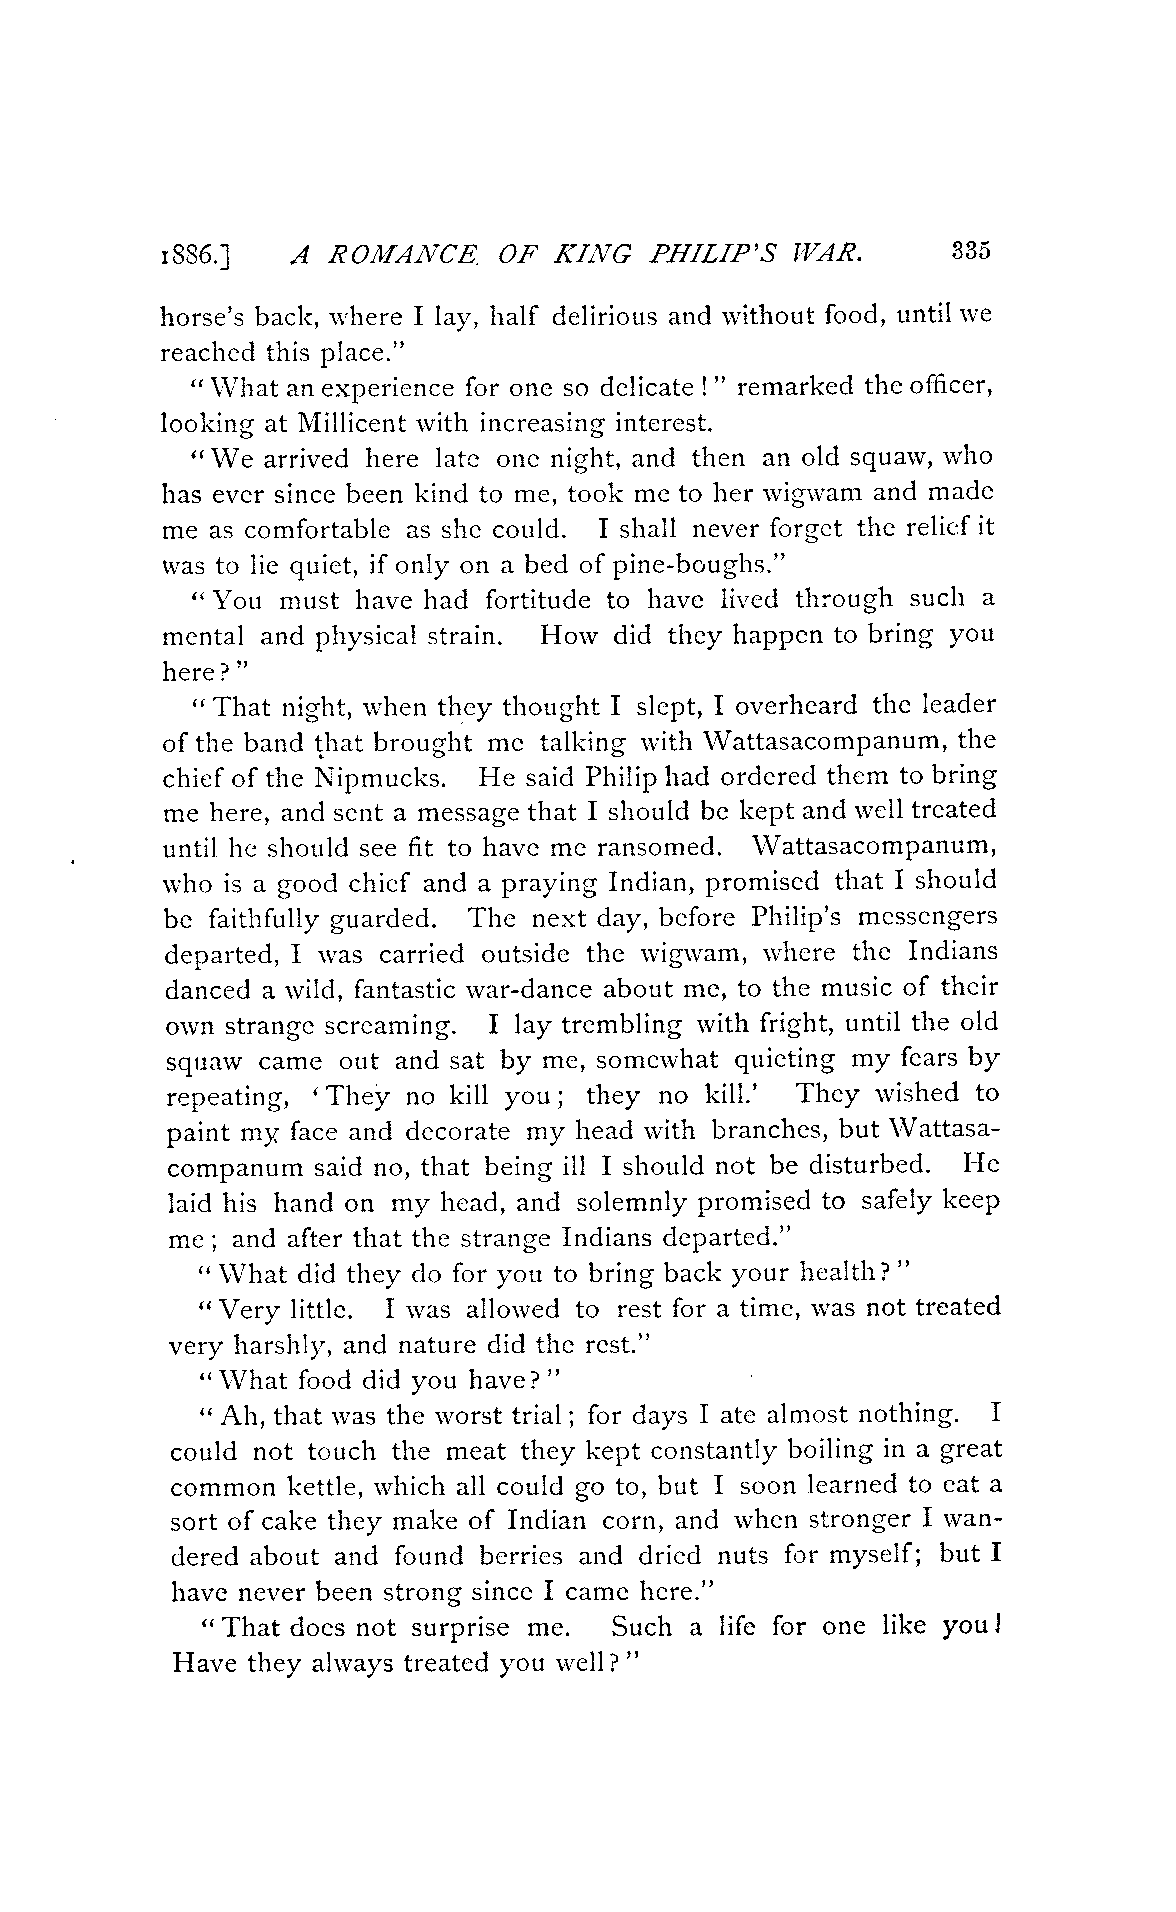 1886.] A ROMANCE OF KING PHILIP'S WAR. 335
horse's back, where I lay, half delirious and without food, until we
reached this place."
"What an experience for one so delicate!" remarked the officer,
looking at Millicent with increasing interest.
"We arrived here late one night, and then an old squaw, who
has ever since been kind to me, took me to her wigwam and made
me as comfortable as she could. I shall never forget the relief it
was to lie quiet, if only on a bed of pine-boughs."
"You must have had fortitude to have lived through such a
mental and physical strain. How did they happen to bring you
here?"
"That night, when they thought I slept, I overheard the leader
of the band that brought me talking with Wattasacompanum, the
chief of the Nipmucks. He said Philip had ordered them to bring
me here, and sent a message that I should be kept and well treated
until he should see fit to have me ransomed. Wattasacompanum,
who is a good chief and a praying Indian, promised that I should
be faithfully guarded. The next day, before Philip's messengers
departed, I was carried outside the wigwam, where the Indians
danced a wild, fantastic war-dance about me, to the music of their
own strange screaming. I lay trembling with fright, until the old
squaw came out and sat by me, somewhat quieting my fears by
repeating, 'They no kill you; they no kill.' They wished to
paint my face and decorate my head with branches, but Wattasa-
companum said no, that being ill I should not be disturbed. He
laid his hand on my head, and solemnly promised to safely keep
me; and after that the strange Indians departed."
"What did they do for you to bring back your health?"
"Very little. I was allowed to rest for a time, was not treated
very harshly, and nature did the rest."
"What food did you have?"
"Ah, that was the worst trial; for days I ate almost nothing. I
could not touch the meat they kept constantly boiling in a great
common kettle, which all could go to, but I soon learned to eat a
sort of cake they make of Indian corn, and when stronger I wan-
dered about and found berries and dried nuts for myself; but I
have never been strong since I came here."
"That does not surprise me. Such a life for one like you!
Have they always treated you well?"